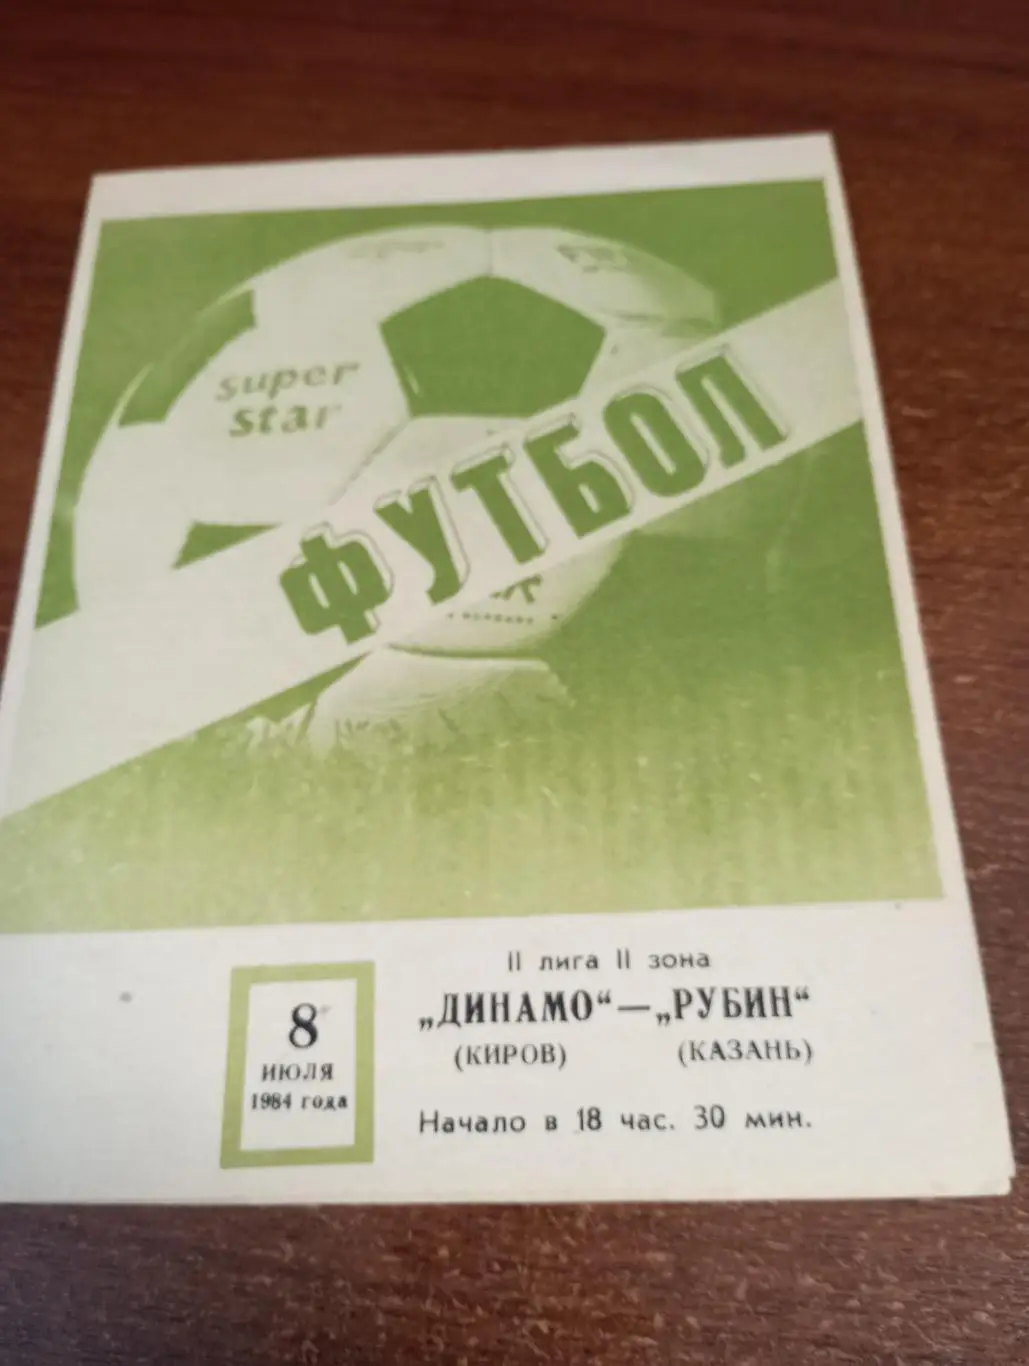 super
star
ФУТБОЛ
II лига II зона
„ДИНАМО“ — „РУБИН“
(КИРОВ) (КАЗАНЬ)
8
ИЮЛЯ
1984 года
Начало в 18 час. 30 мин.